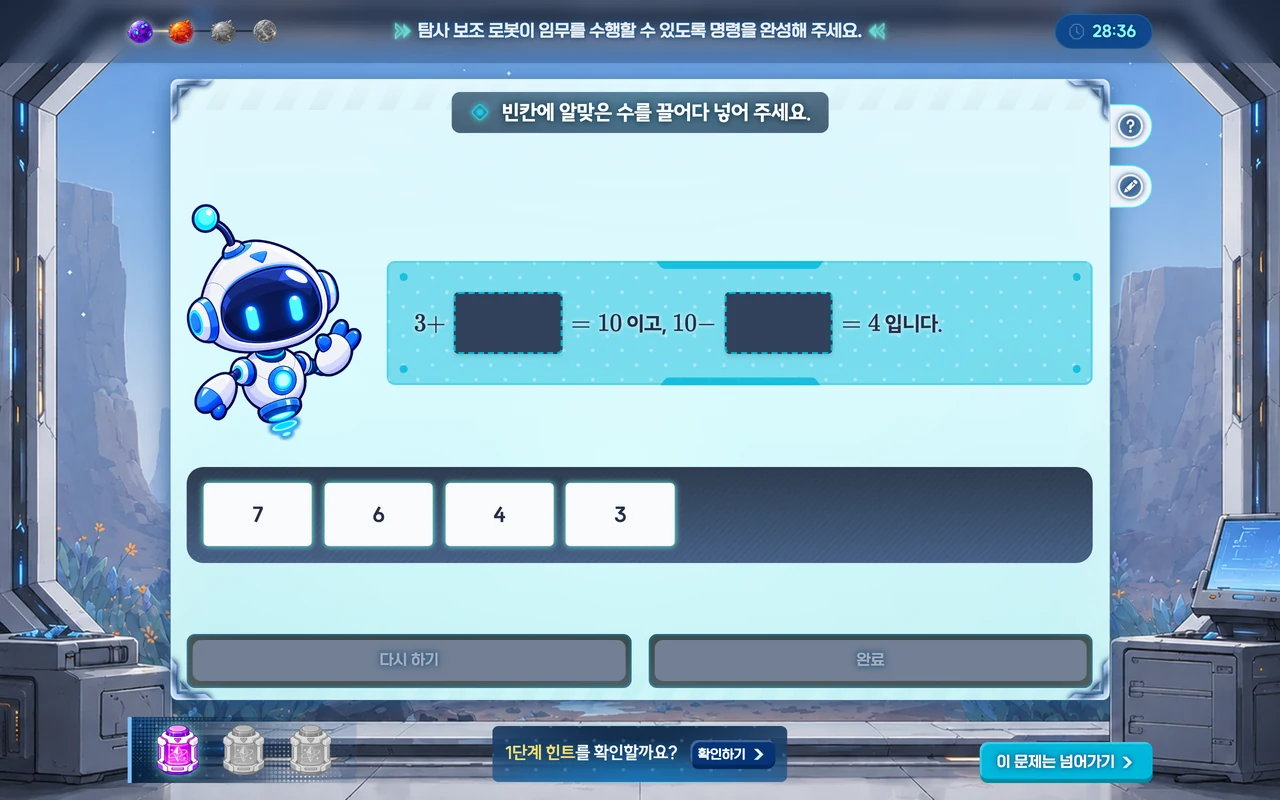 탐사 보조 로봇이 임무를 수행할 수 있도록 명령을 완성해 주세요.
28:36
빈칸에 알맞은 수를 끌어다 넣어 주세요.
?
3+ = 10 이고, 10− = 4 입니다.
7 6 4 3
다시 하기 완료
1단계 힌트를 확인할까요? 확인하기
이 문제는 넘어가기